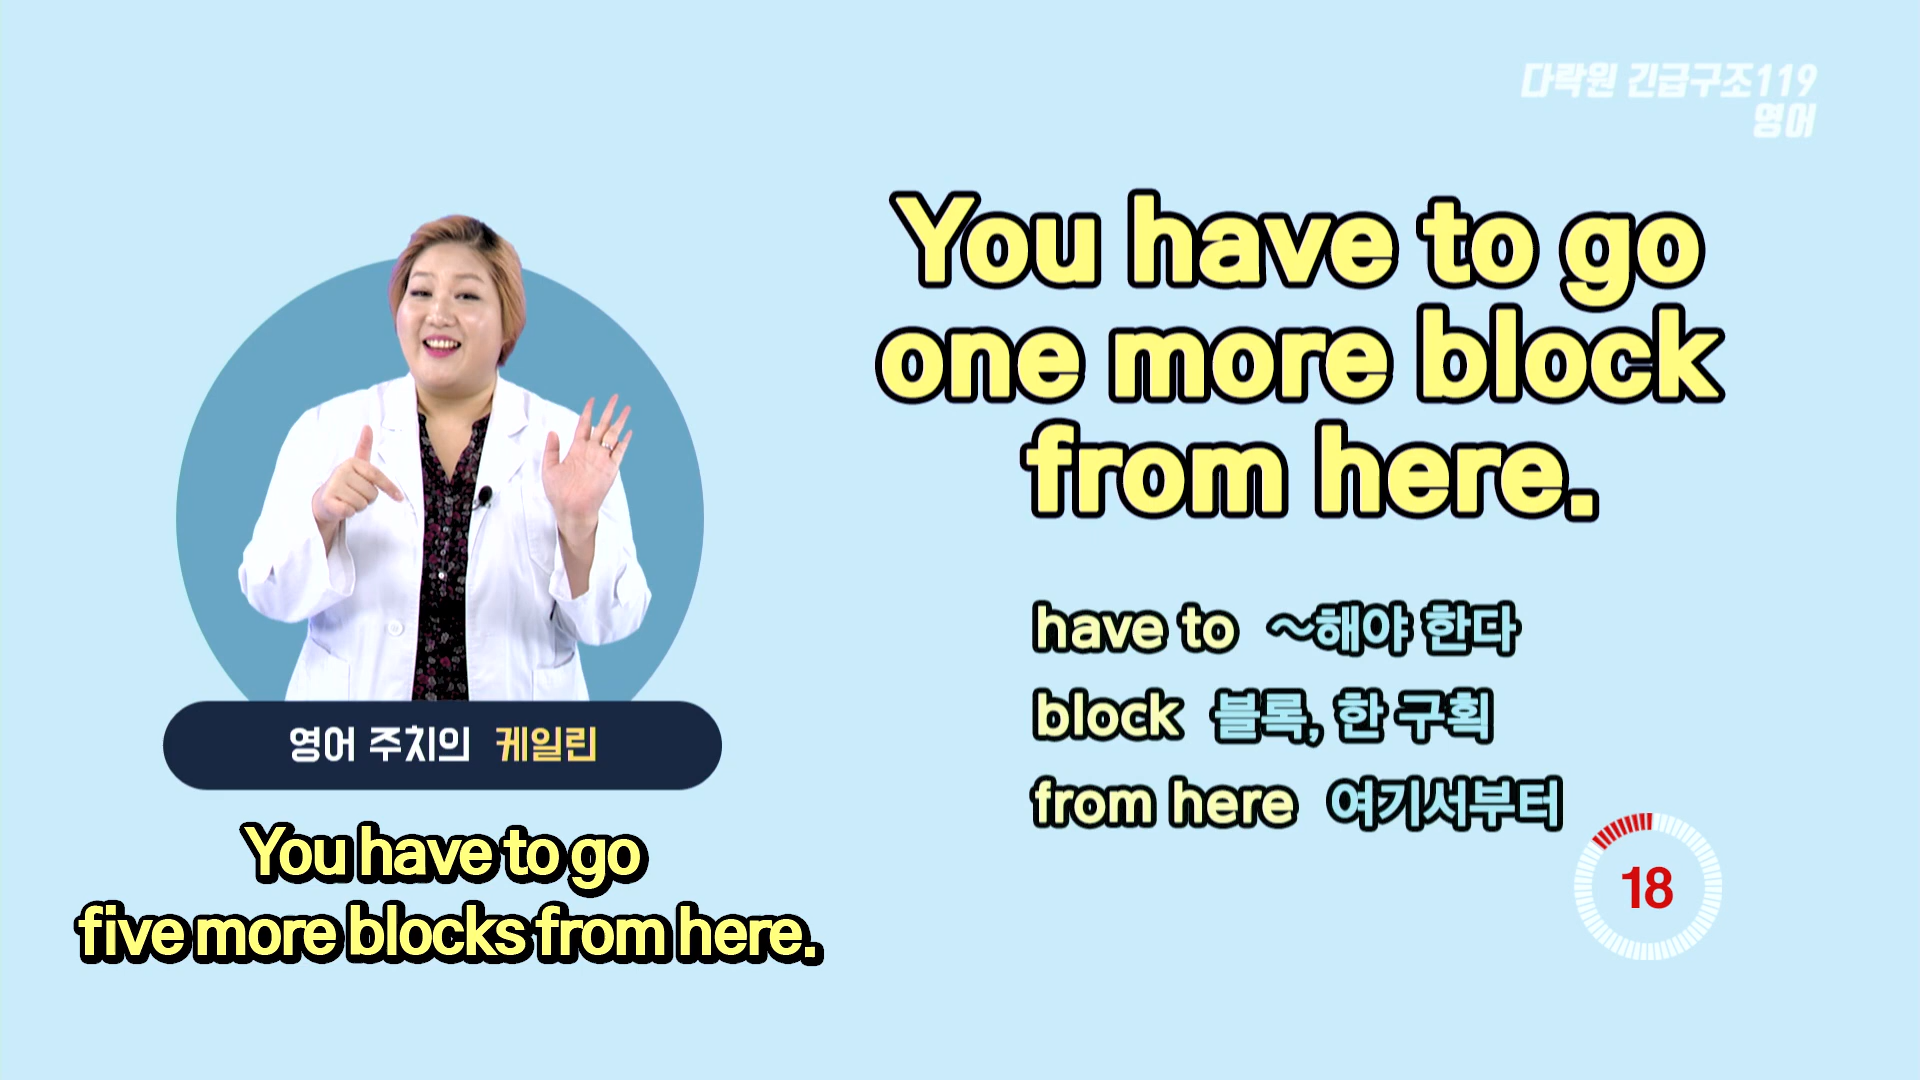 다락원 긴급구조119
영어
You have to go
one more block
from here.
have to ~해야 한다
block 블록, 한 구획
from here 여기서부터
18
영어 주치의 케일린
You have to go
five more blocks from here.